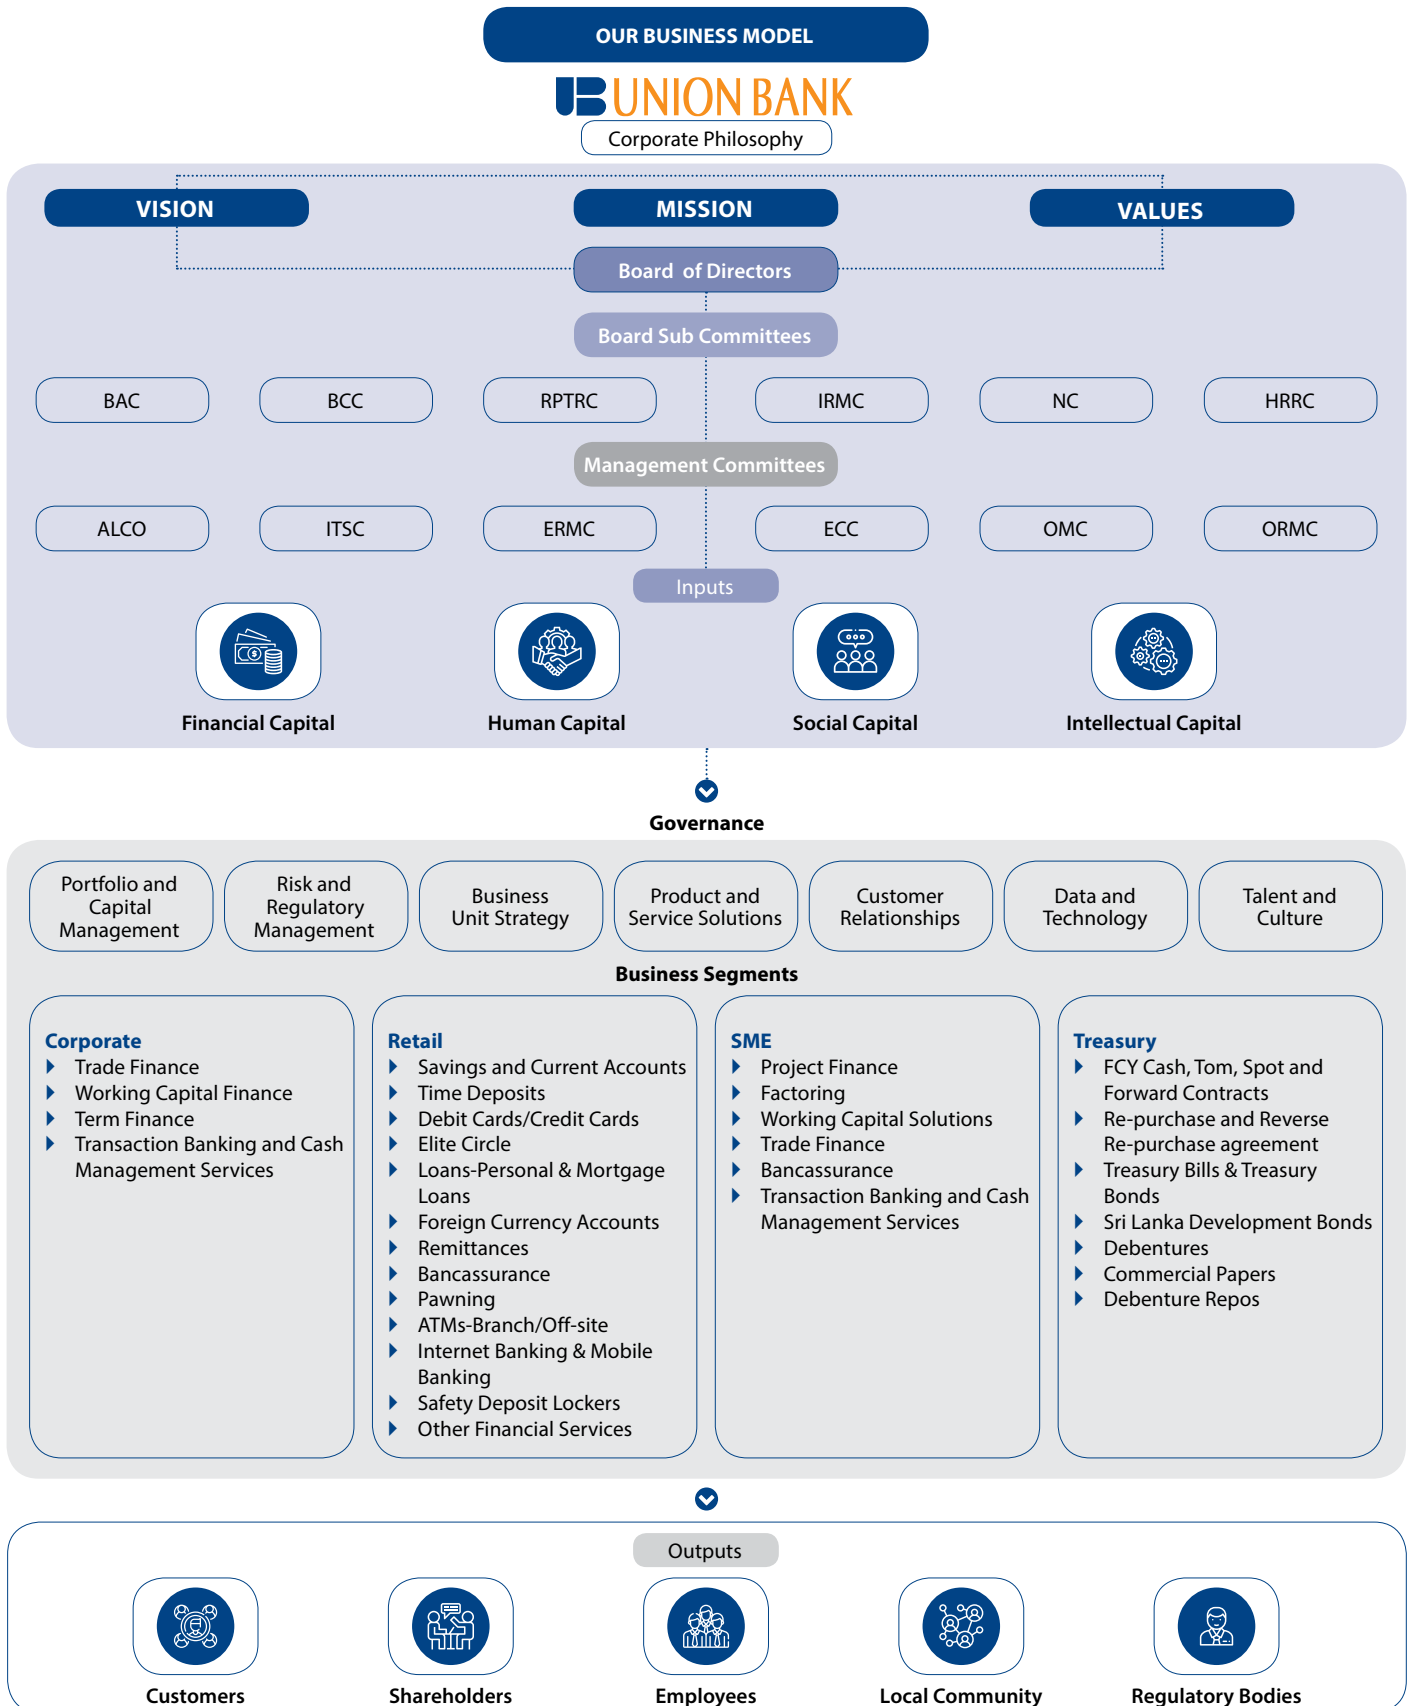 OUR BUSINESS MODEL
UNION BANK
Corporate Philosophy
VISION
MISSION
VALUES
Board of Directors
Board Sub Committees
BAC
BCC
RPTRC
IRMC
NC
HRRC
Management Committees
ALCO
ITSC
ERMC
ECC
OMC
ORMC
Inputs
Financial Capital
Human Capital
Social Capital
Intellectual Capital
Governance
Portfolio and
Capital
Management
Risk and
Regulatory
Management
Business
Unit Strategy
Product and
Service Solutions
Customer
Relationships
Data and
Technology
Talent and
Culture
Business Segments
Corporate
Trade Finance
Working Capital Finance
Term Finance
Transaction Banking and Cash
Management Services
Retail
Savings and Current Accounts
Time Deposits
Debit Cards/Credit Cards
Elite Circle
Loans-Personal & Mortgage
Loans
Foreign Currency Accounts
Remittances
Bancassurance
Pawning
ATMs-Branch/Off-site
Internet Banking & Mobile
Banking
Safety Deposit Lockers
Other Financial Services
SME
Project Finance
Factoring
Working Capital Solutions
Trade Finance
Bancassurance
Transaction Banking and Cash
Management Services
Treasury
FCY Cash, Tom, Spot and
Forward Contracts
Re-purchase and Reverse
Re-purchase agreement
Treasury Bills & Treasury
Bonds
Sri Lanka Development Bonds
Debentures
Commercial Papers
Debenture Repos
Outputs
Customers
Shareholders
Employees
Local Community
Regulatory Bodies